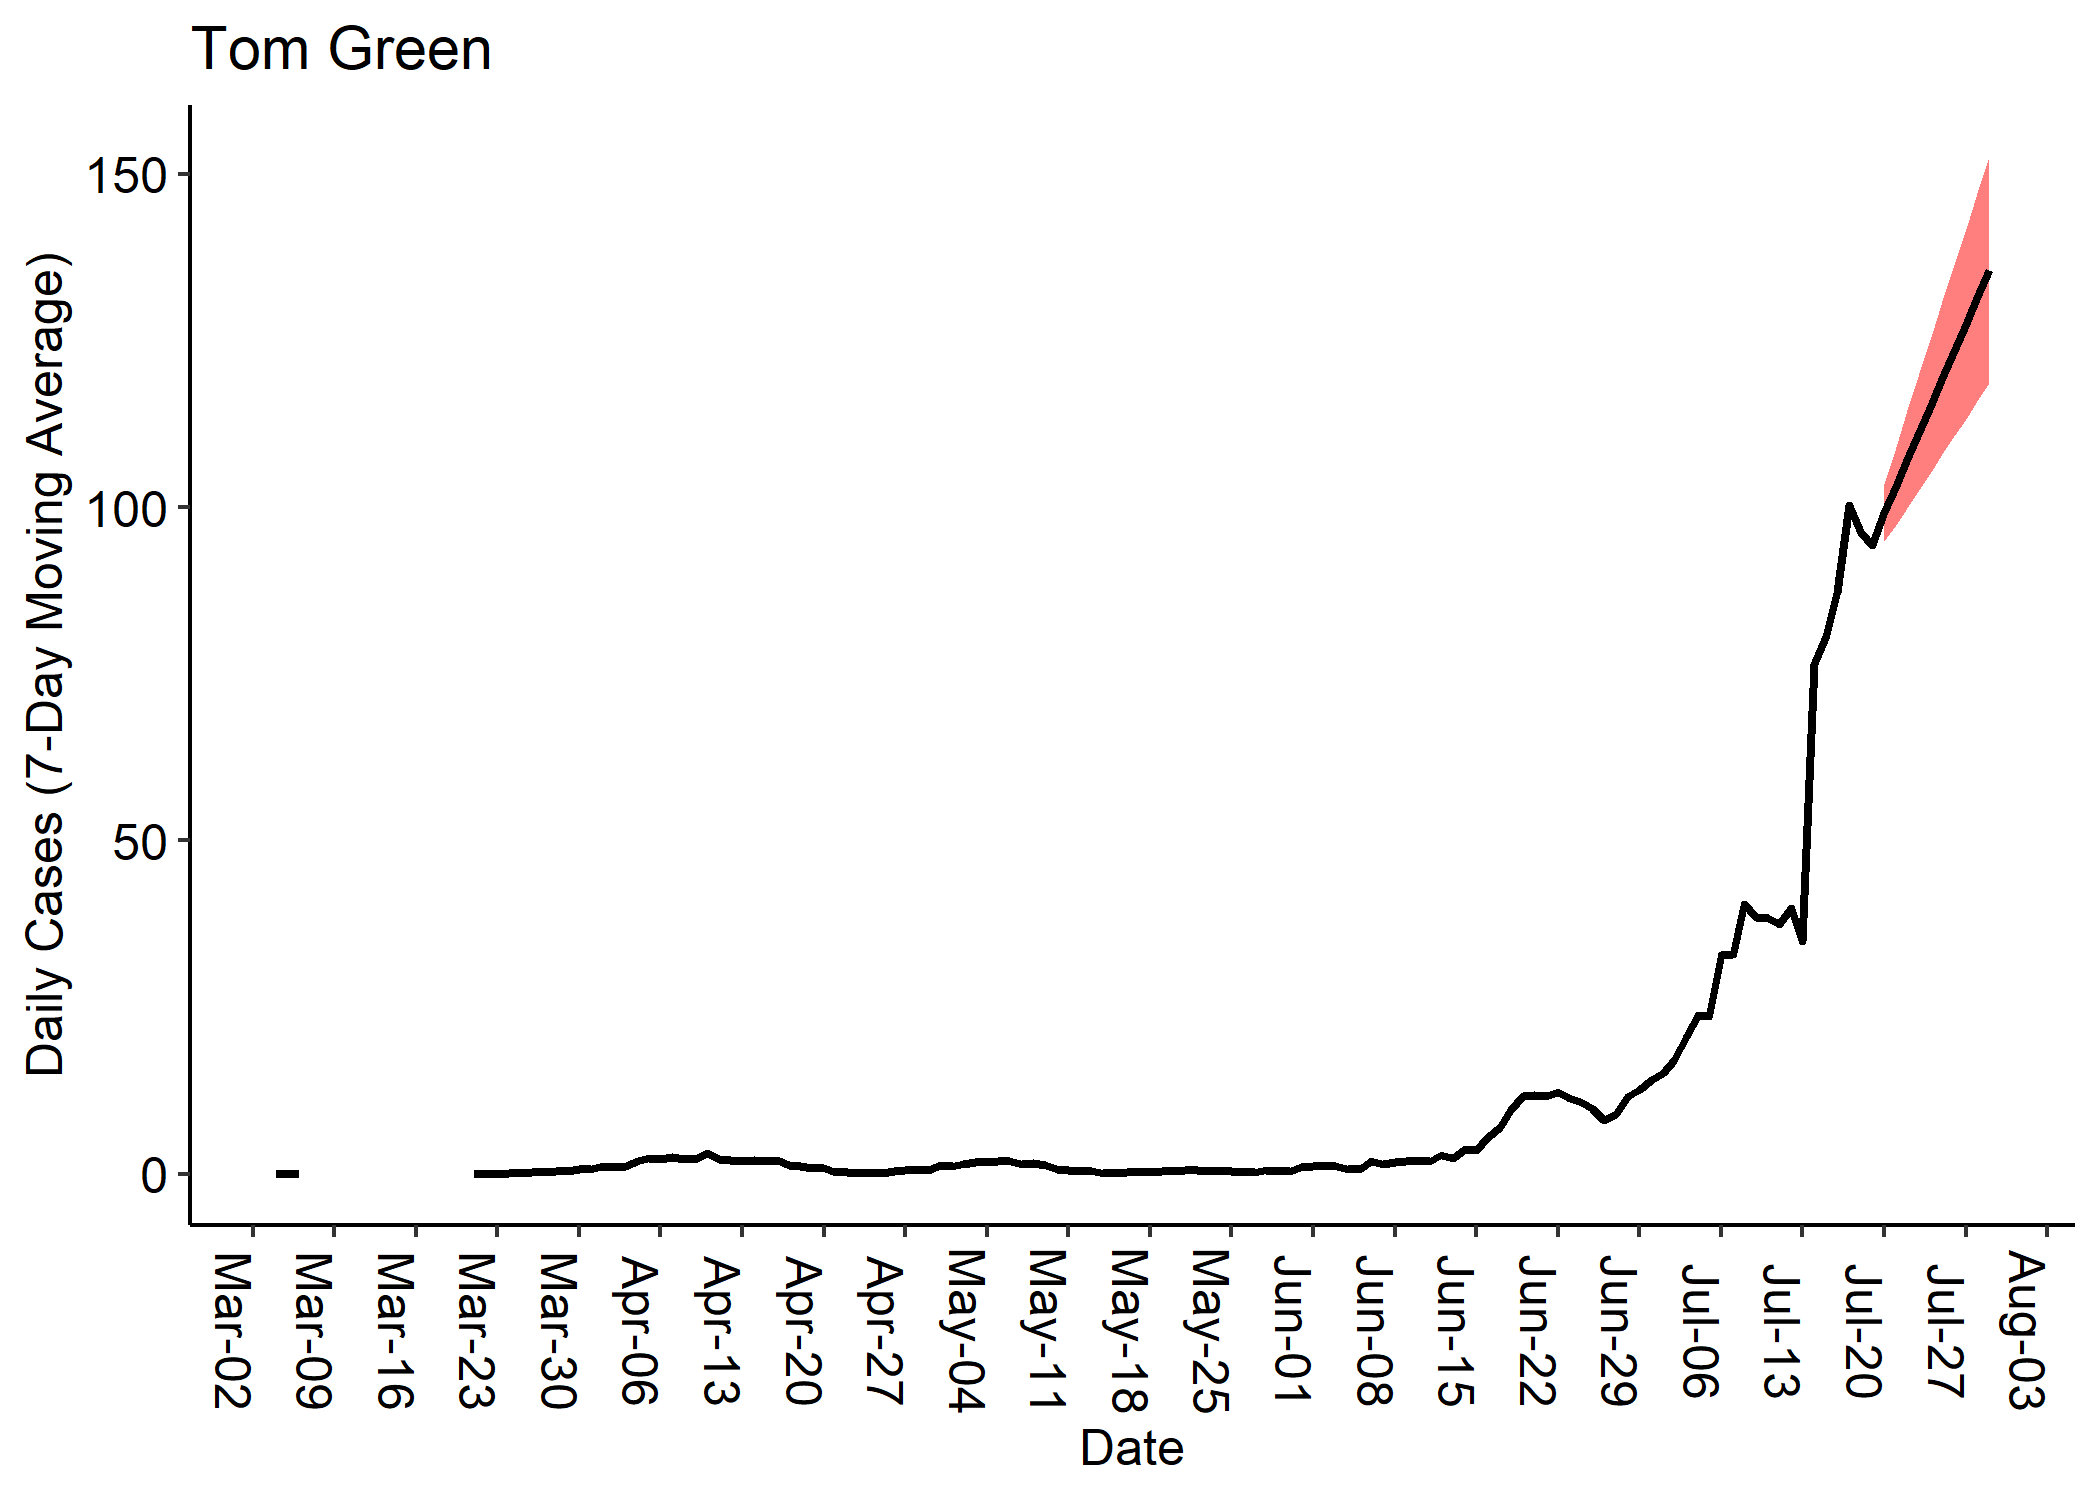 Tom Green
Daily Cases (7-Day Moving Average)
150
100
50
0
Mar-02
Mar-09
Mar-16
Mar-23
Mar-30
Apr-06
Apr-13
Apr-20
Apr-27
May-04
May-11
May-18
May-25
Jun-01
Jun-08
Jun-15
Jun-22
Jun-29
Jul-06
Jul-13
Jul-20
Jul-27
Aug-03
Date